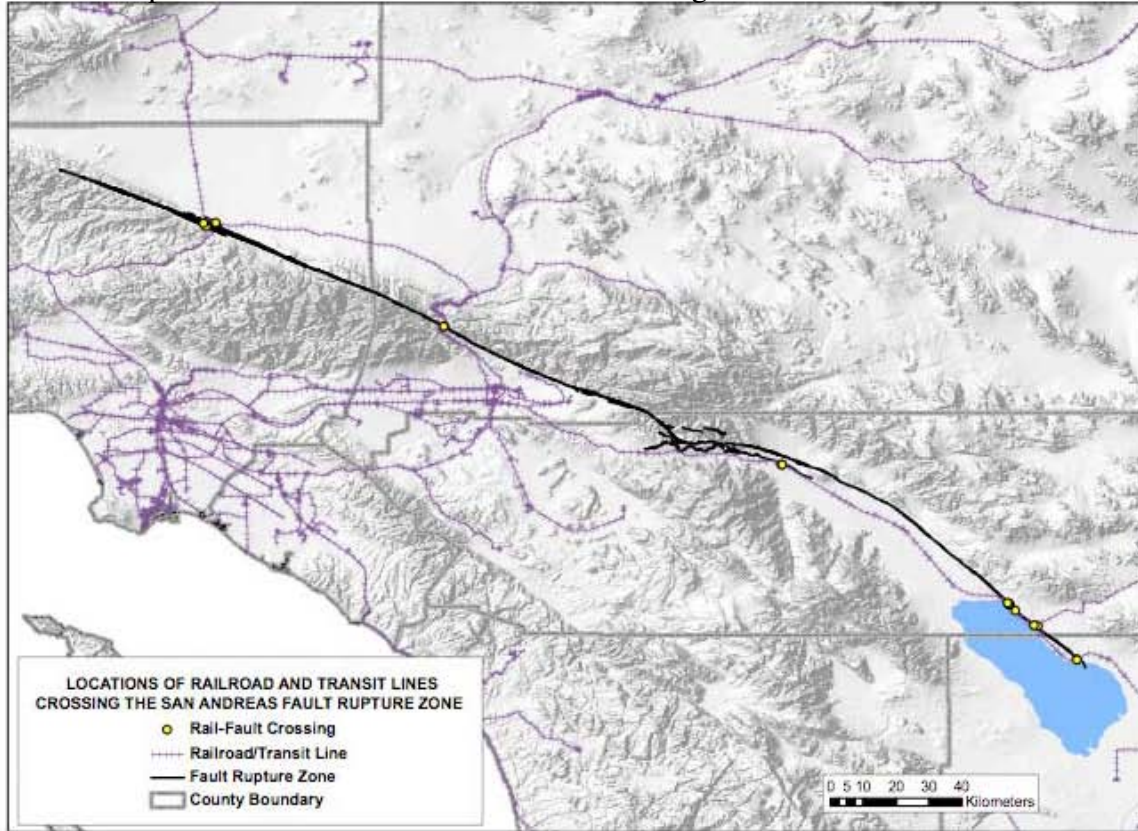 LOCATIONS OF RAILROAD AND TRANSIT LINES
CROSSING THE SAN ANDREAS FAULT RUPTURE ZONE
Rail-Fault Crossing
Railroad/Transit Line
Fault Rupture Zone
County Boundary
0 5 10 20 30 40
Kilometers